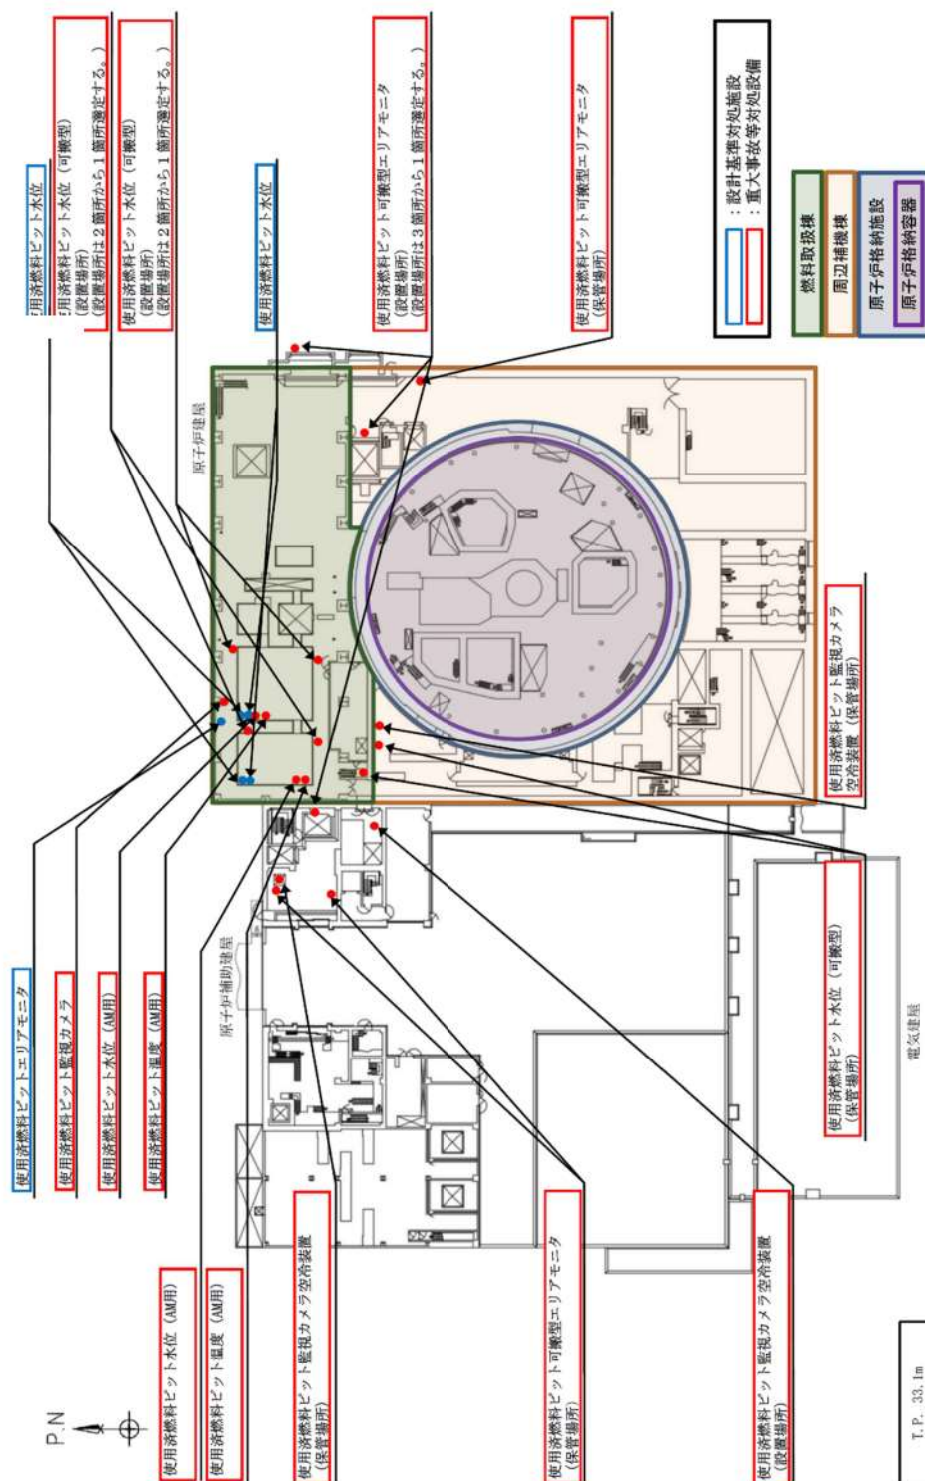 使用済燃料ピット水位
使用済燃料ピット水位（可搬型）
（設置場所）
（設置場所は２箇所から１箇所選定する。）
使用済燃料ピット水位（可搬型）
（設置場所）
（設置場所は２箇所から１箇所選定する。）
使用済燃料ピット水位
使用済燃料ピット可搬型エリアモニタ
（設置場所）
（設置場所は３箇所から１箇所選定する。）
使用済燃料ピット可搬型エリアモニタ
（保管場所）
：設計基準対処施設
：重大事故等対処設備
燃料取扱棟
周辺補機棟
原子炉格納施設
原子炉格納容器
原子炉建屋
使用済燃料ピット監視カメラ
空冷装置（保管場所）
使用済燃料ピットエリアモニタ
使用済燃料ピット監視カメラ
使用済燃料ピット水位（AM用）
使用済燃料ピット温度（AM用）
原子炉補助建屋
使用済燃料ピット水位（可搬型）
（保管場所）
電気建屋
使用済燃料ピット水位（AM用）
使用済燃料ピット温度（AM用）
使用済燃料ピット監視カメラ空冷装置
（保管場所）
使用済燃料ピット可搬型エリアモニタ
（保管場所）
使用済燃料ピット監視カメラ空冷装置
（設置場所）
P.N
T.P. 33.1m